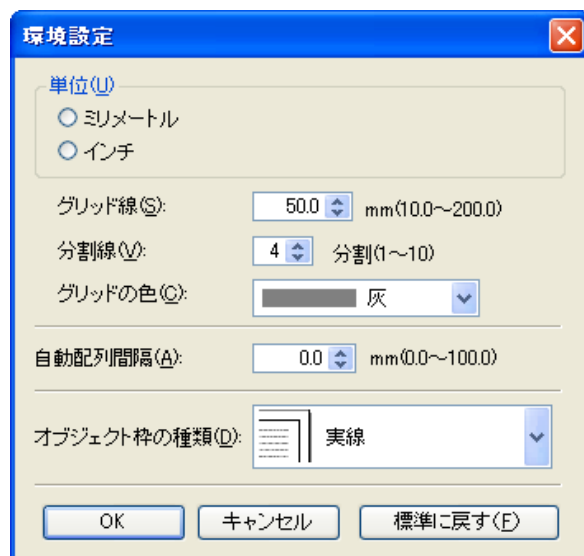 環境設定
単位(U)
ミリメートル
インチ
グリッド線(S): 50.0 mm(10.0～200.0)
分割線(V): 4 分割(1～10)
グリッドの色(C): 灰
自動配列間隔(A): 0.0 mm(0.0～100.0)
オブジェクト枠の種類(D): 実線
OK キャンセル 標準に戻す(F)